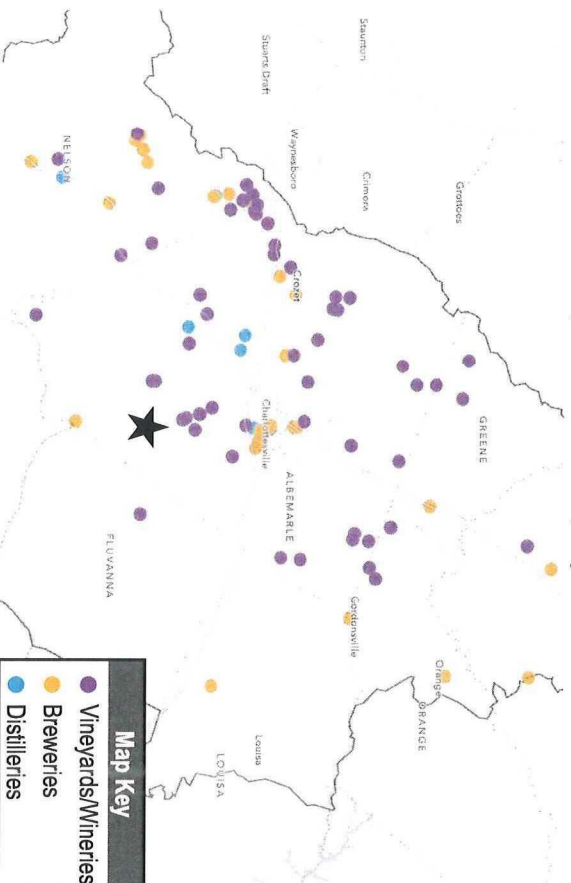 Staunton
Stuarts Draft
Waynesboro
Crimora
Grottoes
NELSON
Crozet
GREENE
Charlottesville
ALBEMARLE
FLUVANNA
Gordonsville
Orange
ORANGE
Louisa
LOUISA
Map Key
Vineyards/Wineries
Breweries
Distilleries